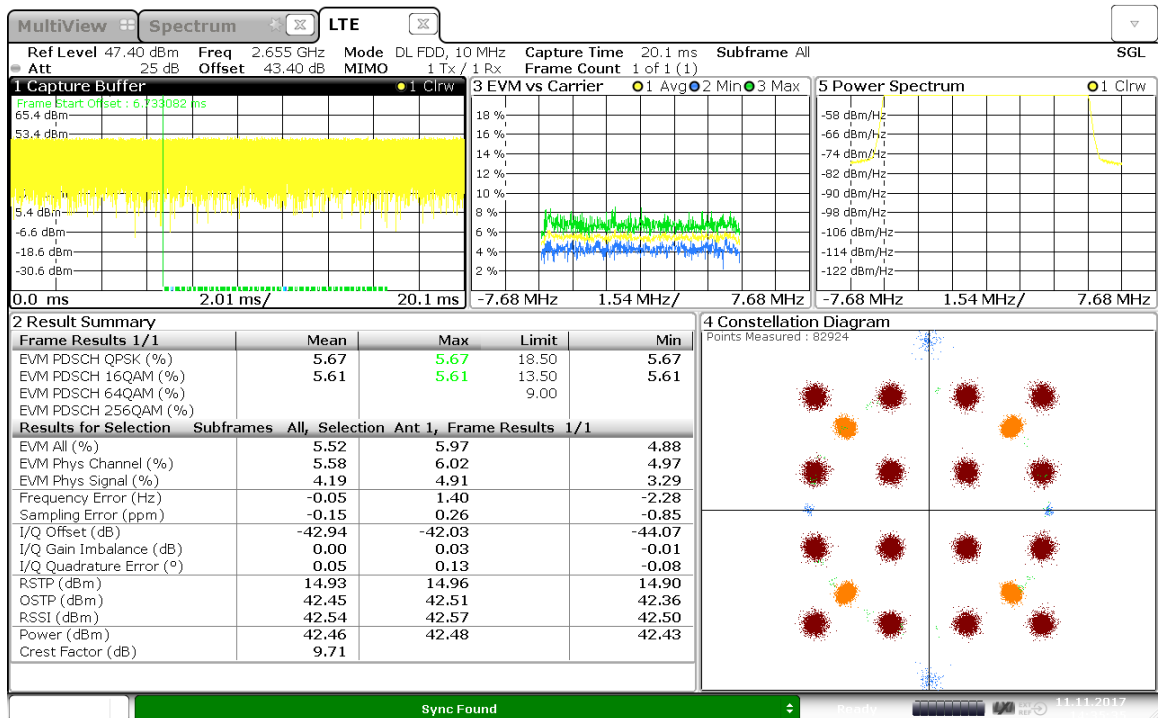 MultiView Spectrum LTE
Ref Level 47.40 dBm Freq 2.655 GHz Mode DL FDD, 10 MHz Capture Time 20.1 ms Subframe All SGL
Att 25 dB Offset 43.40 dB MIMO 1 Tx / 1 Rx Frame Count 1 of 1 (1)
1 Capture Buffer 1 Clrw
Frame Start Offset : 6.733082 ms
65.4 dBm
53.4 dBm
5.4 dBm
-6.6 dBm
-18.6 dBm
-30.6 dBm
0.0 ms 2.01 ms/ 20.1 ms
3 EVM vs Carrier 1 Avg 2 Min 3 Max
18 %
16 %
14 %
12 %
10 %
8 %
6 %
4 %
2 %
-7.68 MHz 1.54 MHz/ 7.68 MHz
5 Power Spectrum 1 Clrw
-58 dBm/Hz
-66 dBm/Hz
-74 dBm/Hz
-82 dBm/Hz
-90 dBm/Hz
-98 dBm/Hz
-106 dBm/Hz
-114 dBm/Hz
-122 dBm/Hz
-7.68 MHz 1.54 MHz/ 7.68 MHz
2 Result Summary
Frame Results 1/1 Mean Max Limit Min
EVM PDSCH QPSK (%) 5.67 5.67 18.50 5.67
EVM PDSCH 16QAM (%) 5.61 5.61 13.50 5.61
EVM PDSCH 64QAM (%) 9.00
EVM PDSCH 256QAM (%)
Results for Selection Subframes All, Selection Ant 1, Frame Results 1/1
EVM All (%) 5.52 5.97 4.88
EVM Phys Channel (%) 5.58 6.02 4.97
EVM Phys Signal (%) 4.19 4.91 3.29
Frequency Error (Hz) -0.05 1.40 -2.28
Sampling Error (ppm) -0.15 0.26 -0.85
I/Q Offset (dB) -42.94 -42.03 -44.07
I/Q Gain Imbalance (dB) 0.00 0.03 -0.01
I/Q Quadrature Error (º) 0.05 0.13 -0.08
RSTP (dBm) 14.93 14.96 14.90
OSTP (dBm) 42.45 42.51 42.36
RSSI (dBm) 42.54 42.57 42.50
Power (dBm) 42.46 42.48 42.43
Crest Factor (dB) 9.71
4 Constellation Diagram
Points Measured : 82924
Sync Found Ready LXI EXT REF 11.11.2017